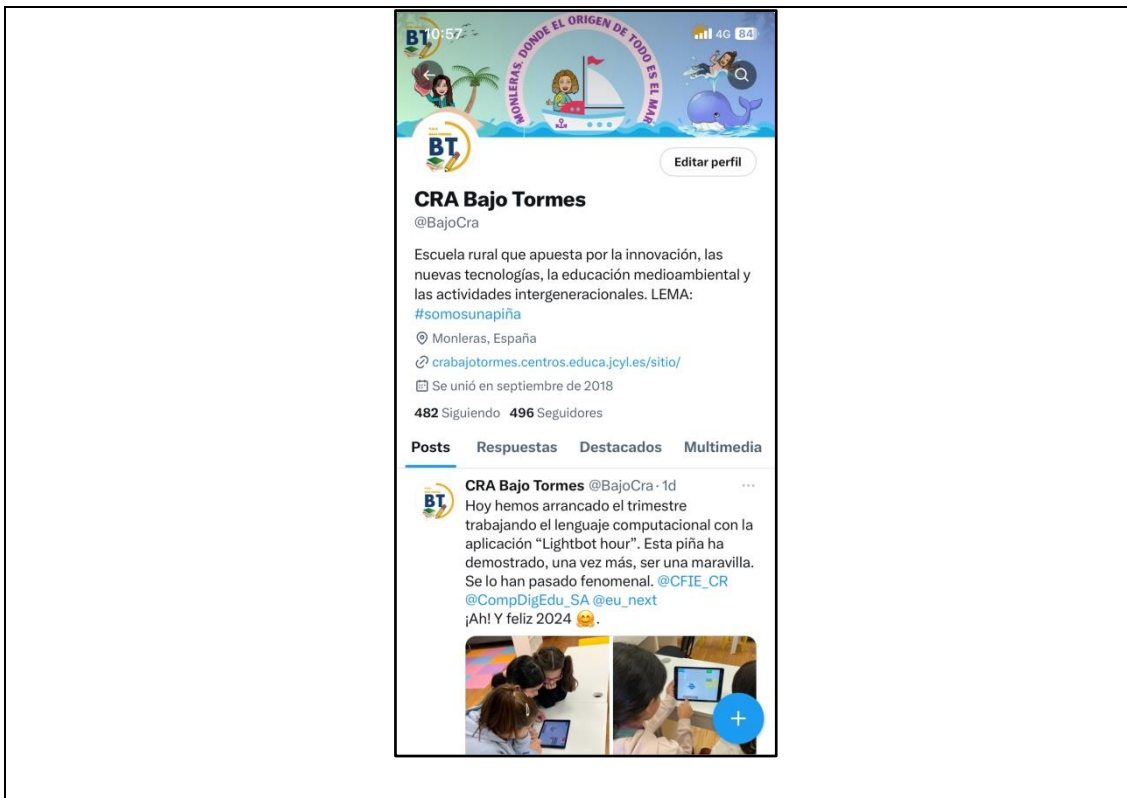 BT
10:57
4G 84
MONLERAS. DONDE EL ORIGEN DE TODO ES EL MAR
BT
Editar perfil
CRA Bajo Tormes
@BajoCra
Escuela rural que apuesta por la innovación, las
nuevas tecnologías, la educación medioambiental y
las actividades intergeneracionales. LEMA:
#somosunapiña
Monleras, España
crabajotormes.centros.educa.jcyl.es/sitio/
Se unió en septiembre de 2018
482 Siguiendo 496 Seguidores
Posts Respuestas Destacados Multimedia
CRA Bajo Tormes @BajoCra · 1d
BT
Hoy hemos arrancado el trimestre
trabajando el lenguaje computacional con la
aplicación “Lightbot hour”. Esta piña ha
demostrado, una vez más, ser una maravilla.
Se lo han pasado fenomenal. @CFIE_CR
@CompDigEdu_SA @eu_next
¡Ah! Y feliz 2024 🤗.